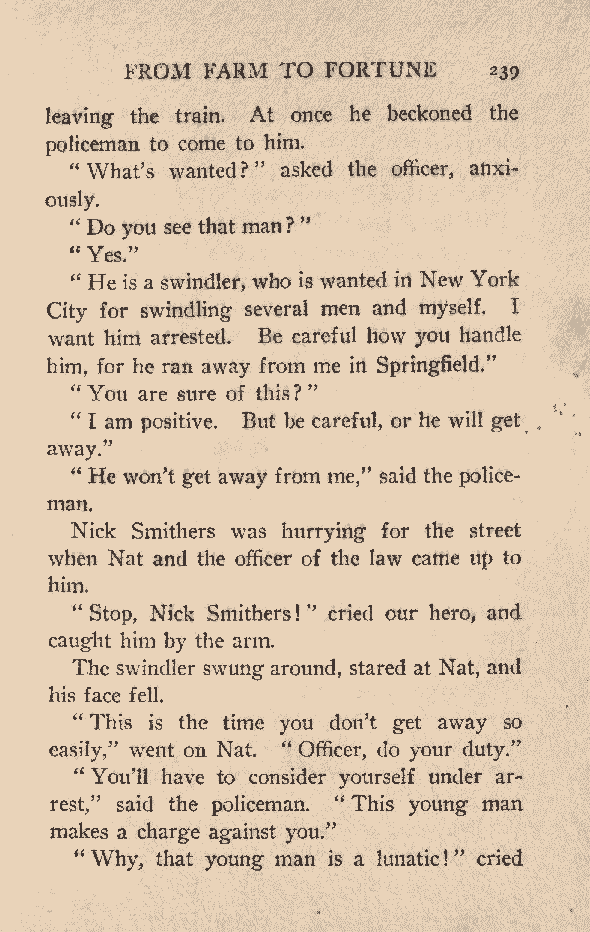 FROM FARM TO FORTUNE 239
leaving the train. At once he beckoned the
policeman to come to him.
“ What’s wanted? ” asked the officer, anxi-
ously.
“ Do you see that man? ”
“ Yes.”
“ He is a swindler, who is wanted in New York
City for swindling several men and myself. I
want him arrested. Be careful how you handle
him, for he ran away from me in Springfield.”
“ You are sure of this? ”
“ I am positive. But be careful, or he will get
away.”
“ He won’t get away from me,” said the police-
man.
Nick Smithers was hurrying for the street
when Nat and the officer of the law came up to
him.
“ Stop, Nick Smithers! ” cried our hero, and
caught him by the arm.
The swindler swung around, stared at Nat, and
his face fell.
“ This is the time you don’t get away so
easily,” went on Nat. “ Officer, do your duty.”
“ You’ll have to consider yourself under ar-
rest,” said the policeman. “ This young man
makes a charge against you.”
“ Why, that young man is a lunatic! ” cried